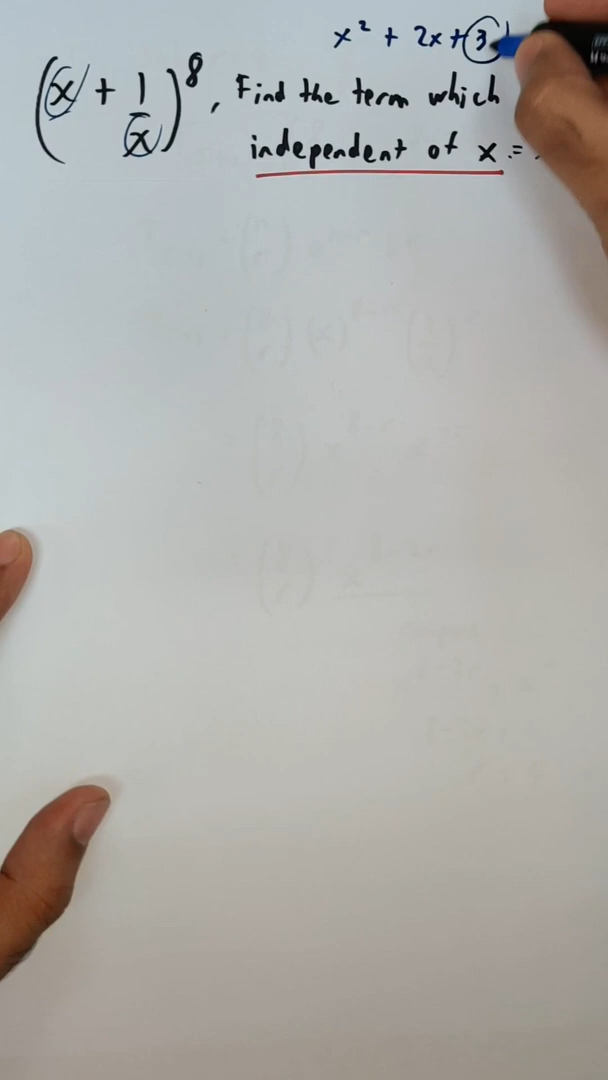 x² + 2x + 3
(x + 1/x)⁸, Find the term which
independent of x =